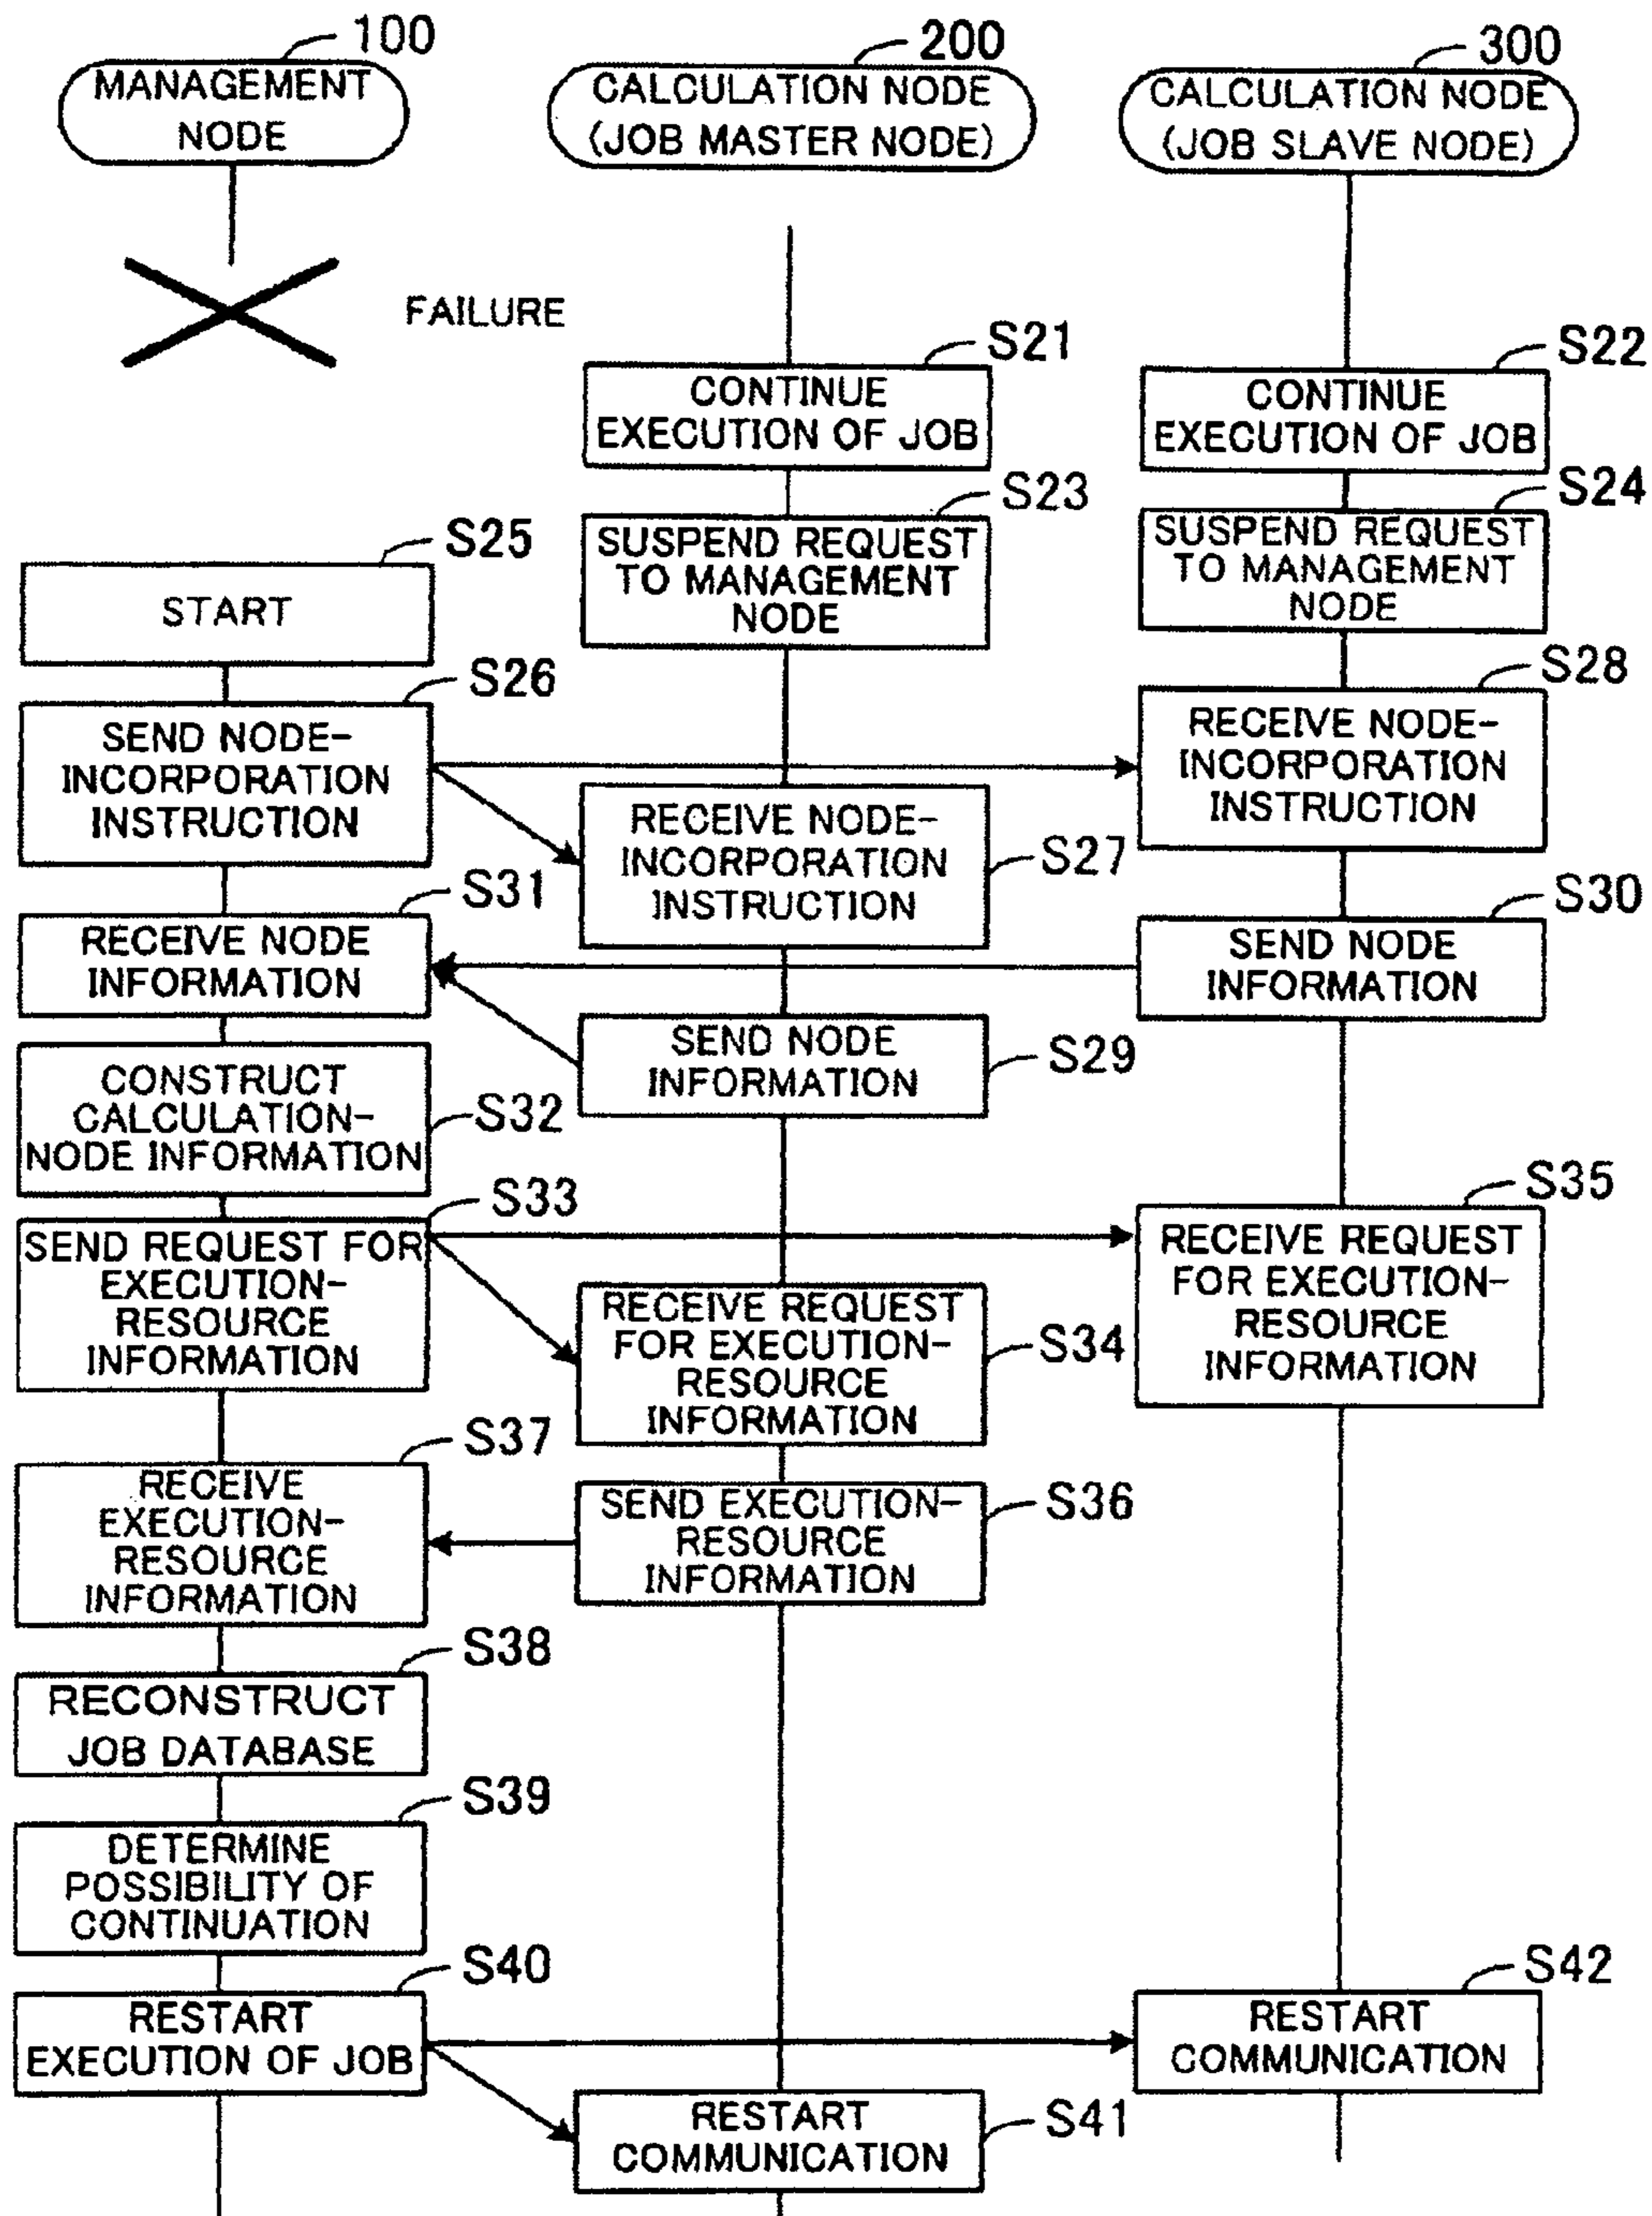 100
MANAGEMENT
NODE
200
CALCULATION NODE
(JOB MASTER NODE)
300
CALCULATION NODE
(JOB SLAVE NODE)
FAILURE
S21
CONTINUE
EXECUTION OF JOB
S22
CONTINUE
EXECUTION OF JOB
S23
SUSPEND REQUEST
TO MANAGEMENT
NODE
S24
SUSPEND REQUEST
TO MANAGEMENT
NODE
S25
START
S26
SEND NODE-
INCORPORATION
INSTRUCTION
S28
RECEIVE NODE-
INCORPORATION
INSTRUCTION
RECEIVE NODE-
INCORPORATION
INSTRUCTION
S27
S31
RECEIVE NODE
INFORMATION
S30
SEND NODE
INFORMATION
SEND NODE
INFORMATION
S29
CONSTRUCT
CALCULATION-
NODE INFORMATION
S32
S33
SEND REQUEST FOR
EXECUTION-
RESOURCE
INFORMATION
S35
RECEIVE REQUEST
FOR EXECUTION-
RESOURCE
INFORMATION
RECEIVE REQUEST
FOR EXECUTION-
RESOURCE
INFORMATION
S34
S37
RECEIVE
EXECUTION-
RESOURCE
INFORMATION
SEND EXECUTION-
RESOURCE
INFORMATION
S36
S38
RECONSTRUCT
JOB DATABASE
S39
DETERMINE
POSSIBILITY OF
CONTINUATION
S40
RESTART
EXECUTION OF JOB
S42
RESTART
COMMUNICATION
RESTART
COMMUNICATION
S41